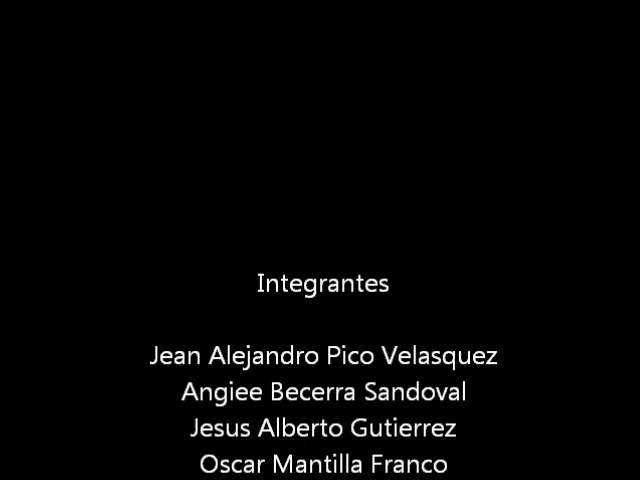 Integrantes
Jean Alejandro Pico Velasquez
Angiee Becerra Sandoval
Jesus Alberto Gutierrez
Oscar Mantilla Franco